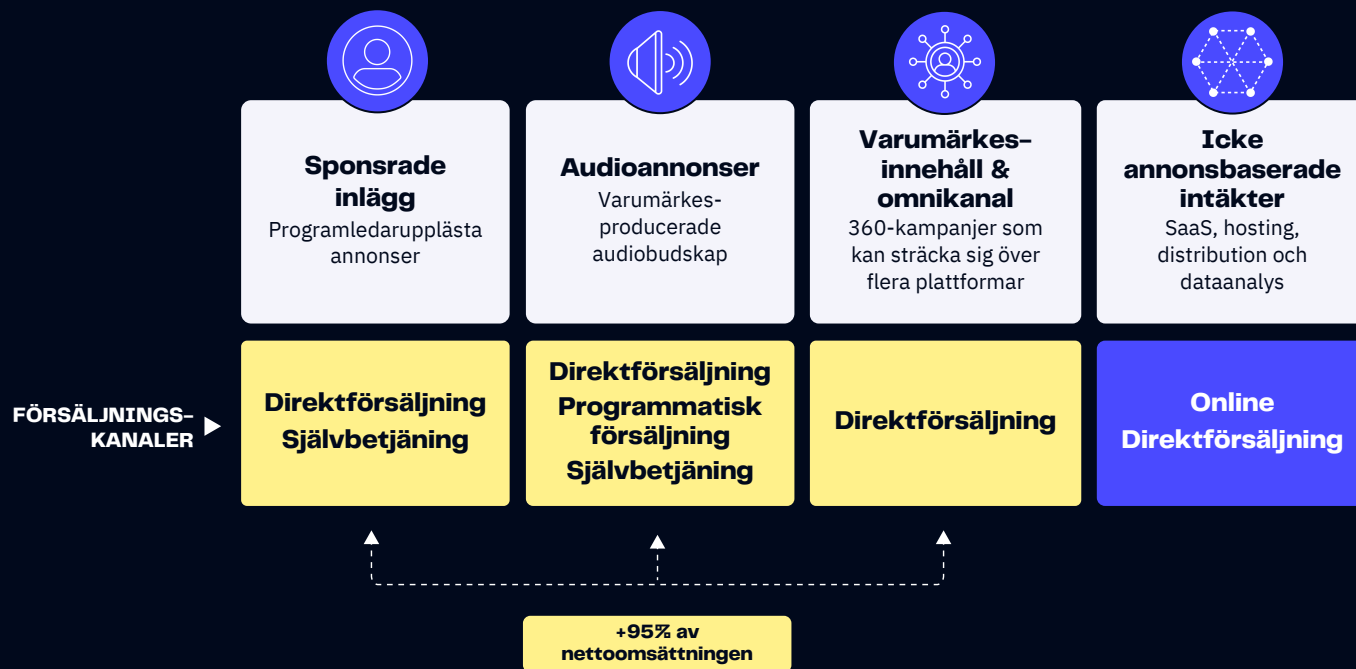 Sponsrade
inlägg
Programledarupplästa
annonser
Audioannonser
Varumärkes-
producerade
audiobudskap
Varumärkes-
innehåll &
omnikanal
360-kampanjer som
kan sträcka sig över
flera plattformar
Icke
annonsbaserade
intäkter
SaaS, hosting,
distribution och
dataanalys
FÖRSÄLJNINGS-
KANALER
Direktförsäljning
Självbetjäning
Direktförsäljning
Programmatisk
försäljning
Självbetjäning
Direktförsäljning
Online
Direktförsäljning
+95% av
nettoomsättningen